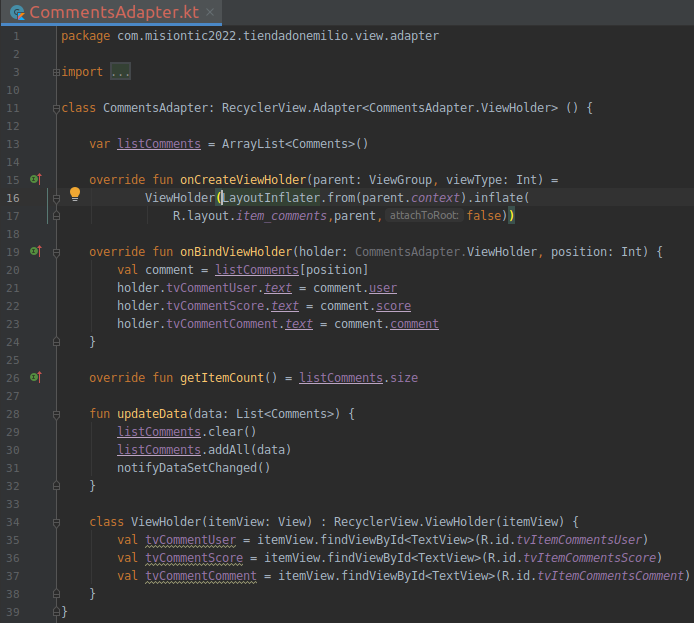 CommentsAdapter.kt
1 package com.misiontic2022.tiendadonemilio.view.adapter
2
3 import ...
10
11 class CommentsAdapter: RecyclerView.Adapter<CommentsAdapter.ViewHolder> () {
12
13 var listComments = ArrayList<Comments>()
14
15 override fun onCreateViewHolder(parent: ViewGroup, viewType: Int) =
16 ViewHolder(LayoutInflater.from(parent.context).inflate(
17 R.layout.item_comments,parent, attachToRoot: false))
18
19 override fun onBindViewHolder(holder: CommentsAdapter.ViewHolder, position: Int) {
20 val comment = listComments[position]
21 holder.tvCommentUser.text = comment.user
22 holder.tvCommentScore.text = comment.score
23 holder.tvCommentComment.text = comment.comment
24 }
25
26 override fun getItemCount() = listComments.size
27
28 fun updateData(data: List<Comments>) {
29 listComments.clear()
30 listComments.addAll(data)
31 notifyDataSetChanged()
32 }
33
34 class ViewHolder(itemView: View) : RecyclerView.ViewHolder(itemView) {
35 val tvCommentUser = itemView.findViewById<TextView>(R.id.tvItemCommentsUser)
36 val tvCommentScore = itemView.findViewById<TextView>(R.id.tvItemCommentsScore)
37 val tvCommentComment = itemView.findViewById<TextView>(R.id.tvItemCommentsComment)
38 }
39 }